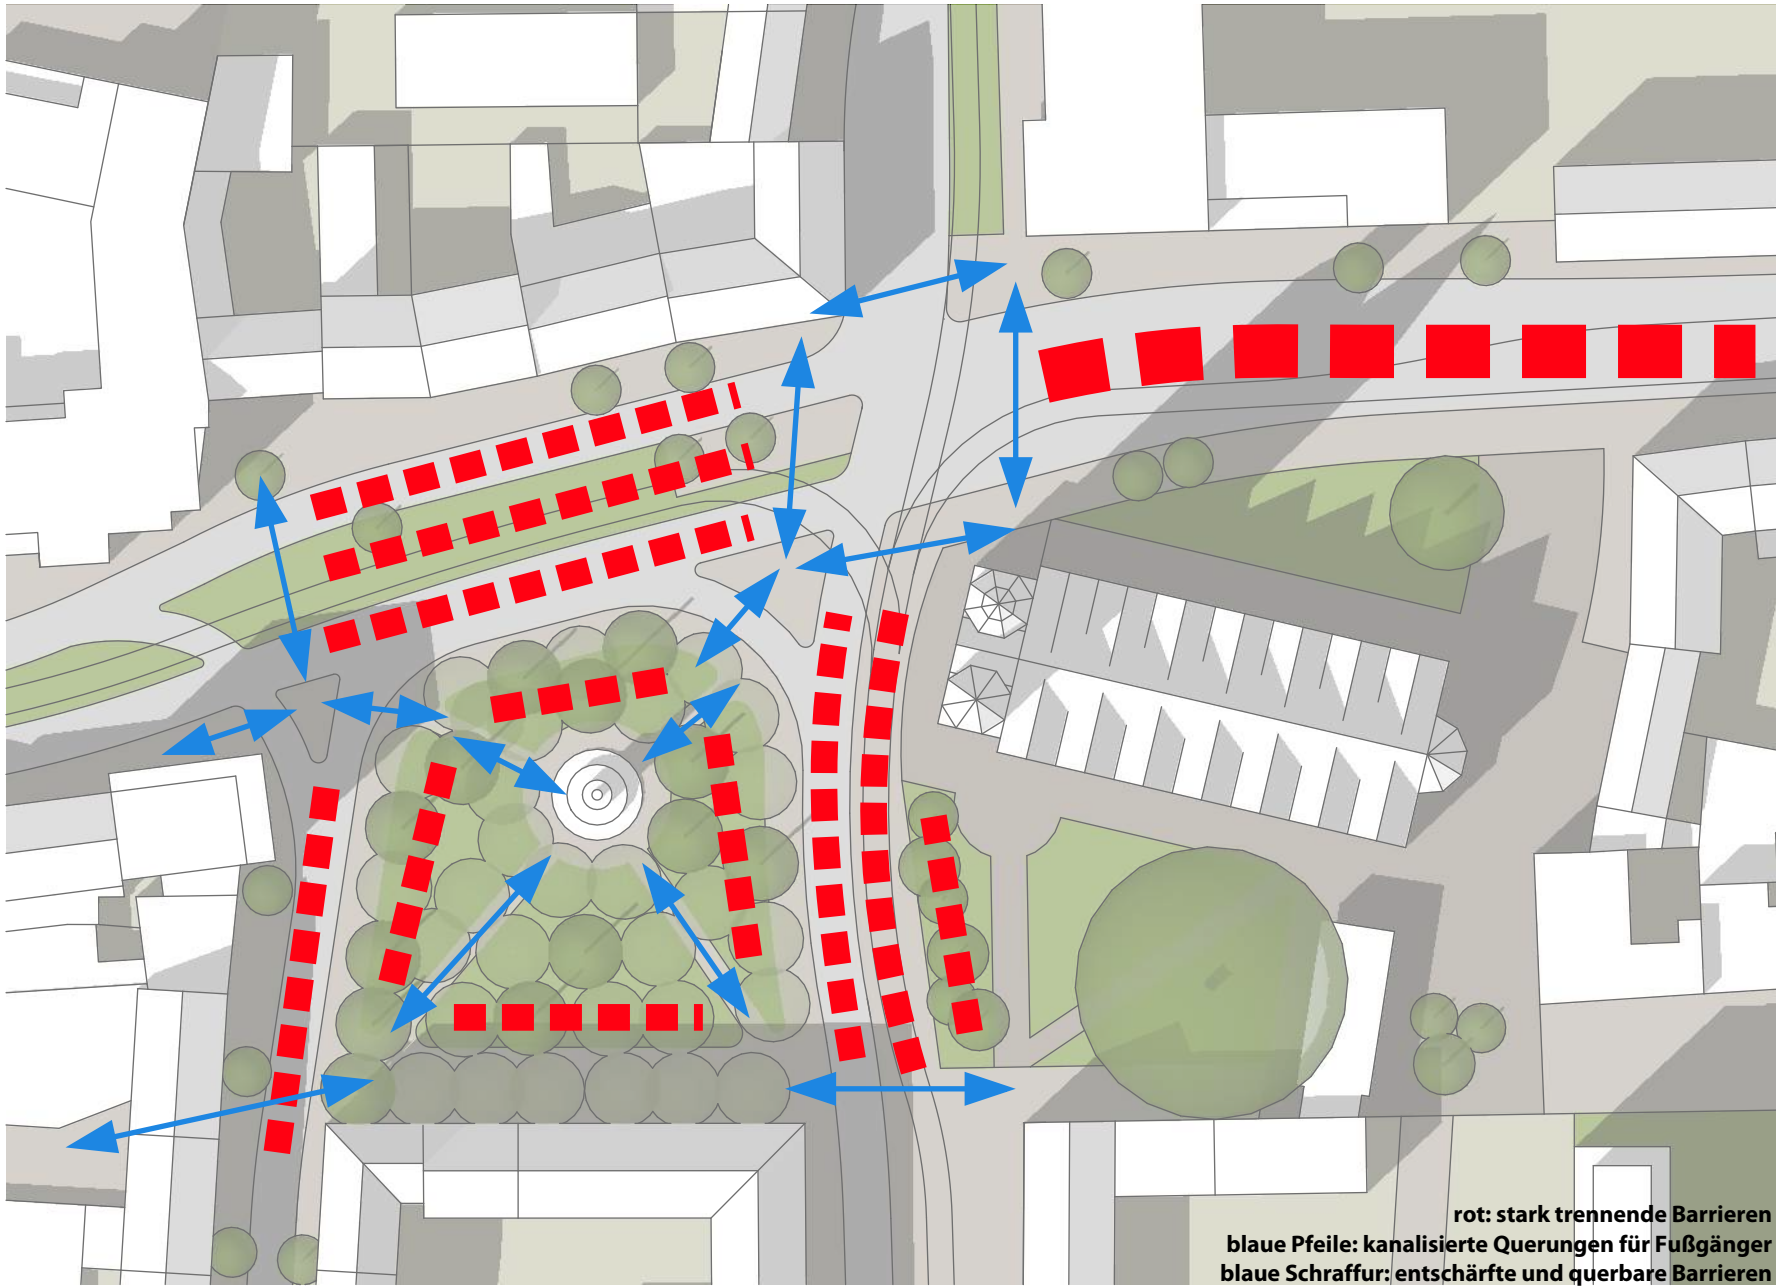 rot: stark trennende Barrieren
blaue Pfeile: kanalisierte Querungen für Fußgänger
blaue Schraffur: entschärfte und querbare Barrieren